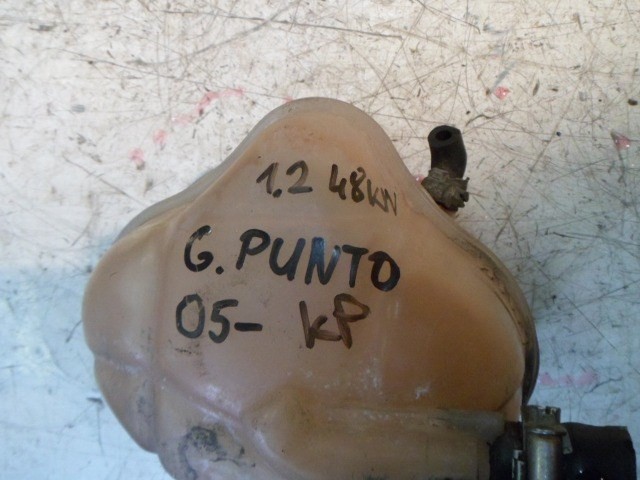 1.2 48KW
G. PUNTO
05- KP